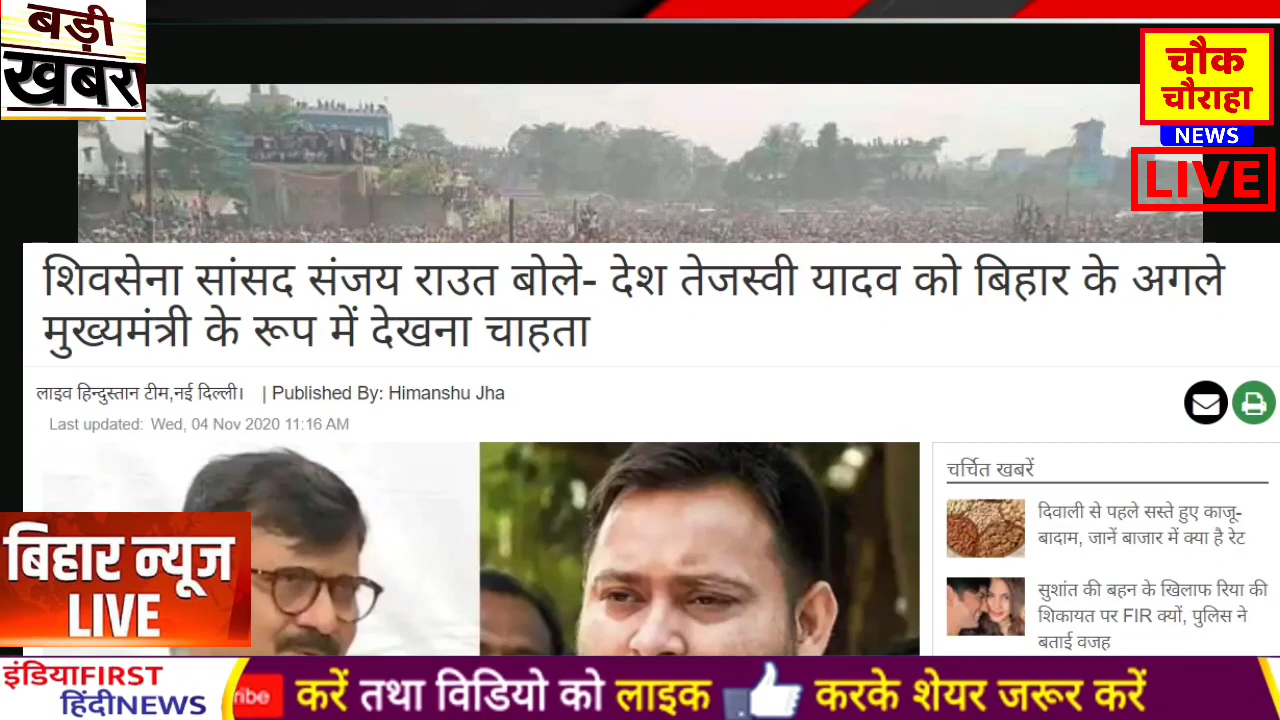 बड़ी
खबर
चौक
चौराहा
NEWS
LIVE
शिवसेना सांसद संजय राउत बोले- देश तेजस्वी यादव को बिहार के अगले
मुख्यमंत्री के रूप में देखना चाहता
लाइव हिन्दुस्तान टीम,नई दिल्ली। | Published By: Himanshu Jha
Last updated: Wed, 04 Nov 2020 11:16 AM
चर्चित खबरें
दिवाली से पहले सस्ते हुए काजू-
बादाम, जानें बाजार में क्या है रेट
सुशांत की बहन के खिलाफ रिया की
शिकायत पर FIR क्यों, पुलिस ने
बताई वजह
बिहार न्यूज
LIVE
इंडियाFIRST
हिंदीNEWS
ribe करें तथा विडियो को लाइक करके शेयर जरूर करें